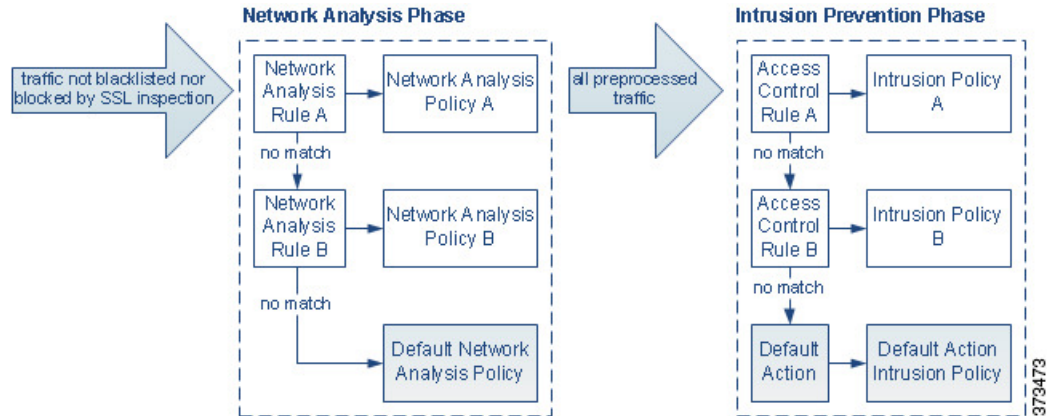 Network Analysis Phase
traffic not blacklisted nor
blocked by SSL inspection
Network
Analysis
Rule A
Network Analysis
Policy A
no match
Network
Analysis
Rule B
Network Analysis
Policy B
no match
Default Network
Analysis Policy
all preprocessed
traffic
Intrusion Prevention Phase
Access
Control
Rule A
Intrusion Policy
A
no match
Access
Control
Rule B
Intrusion Policy
B
no match
Default
Action
Default Action
Intrusion Policy
373473